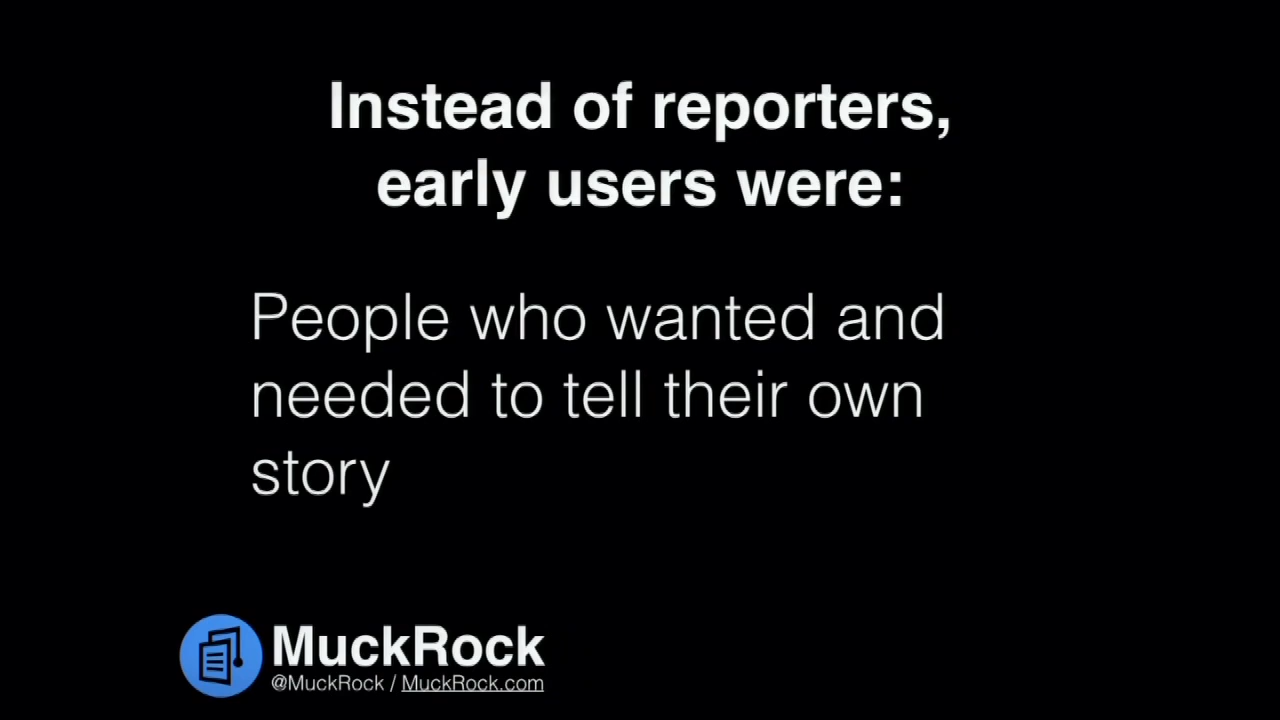 Instead of reporters,
early users were:
People who wanted and
needed to tell their own
story
MuckRock
@MuckRock / MuckRock.com